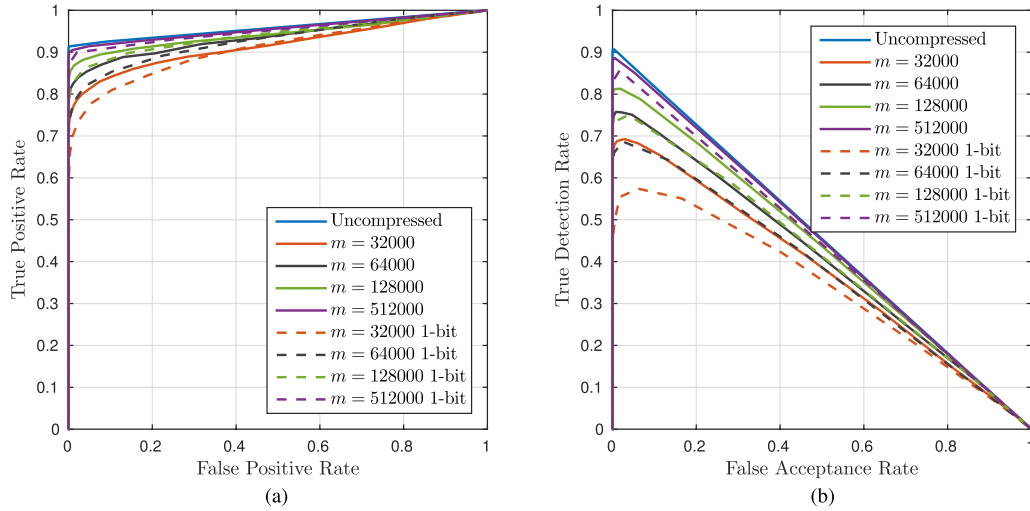 1
0.9
0.8
0.7
0.6
0.5
0.4
0.3
0.2
0.1
0
0 0.2 0.4 0.6 0.8 1
True Positive Rate
False Positive Rate
Uncompressed
m = 32000
m = 64000
m = 128000
m = 512000
m = 32000 1-bit
m = 64000 1-bit
m = 128000 1-bit
m = 512000 1-bit
(a)
1
0.9
0.8
0.7
0.6
0.5
0.4
0.3
0.2
0.1
0
0 0.2 0.4 0.6 0.8 1
True Detection Rate
False Acceptance Rate
Uncompressed
m = 32000
m = 64000
m = 128000
m = 512000
m = 32000 1-bit
m = 64000 1-bit
m = 128000 1-bit
m = 512000 1-bit
(b)